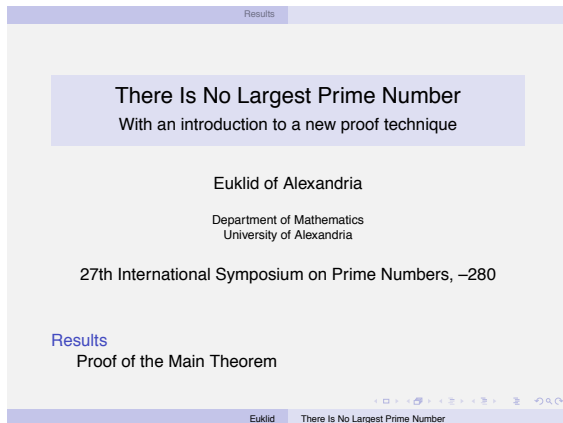 Results
There Is No Largest Prime Number
With an introduction to a new proof technique
Euklid of Alexandria
Department of Mathematics
University of Alexandria
27th International Symposium on Prime Numbers, –280
Results
Proof of the Main Theorem
Euklid There Is No Largest Prime Number